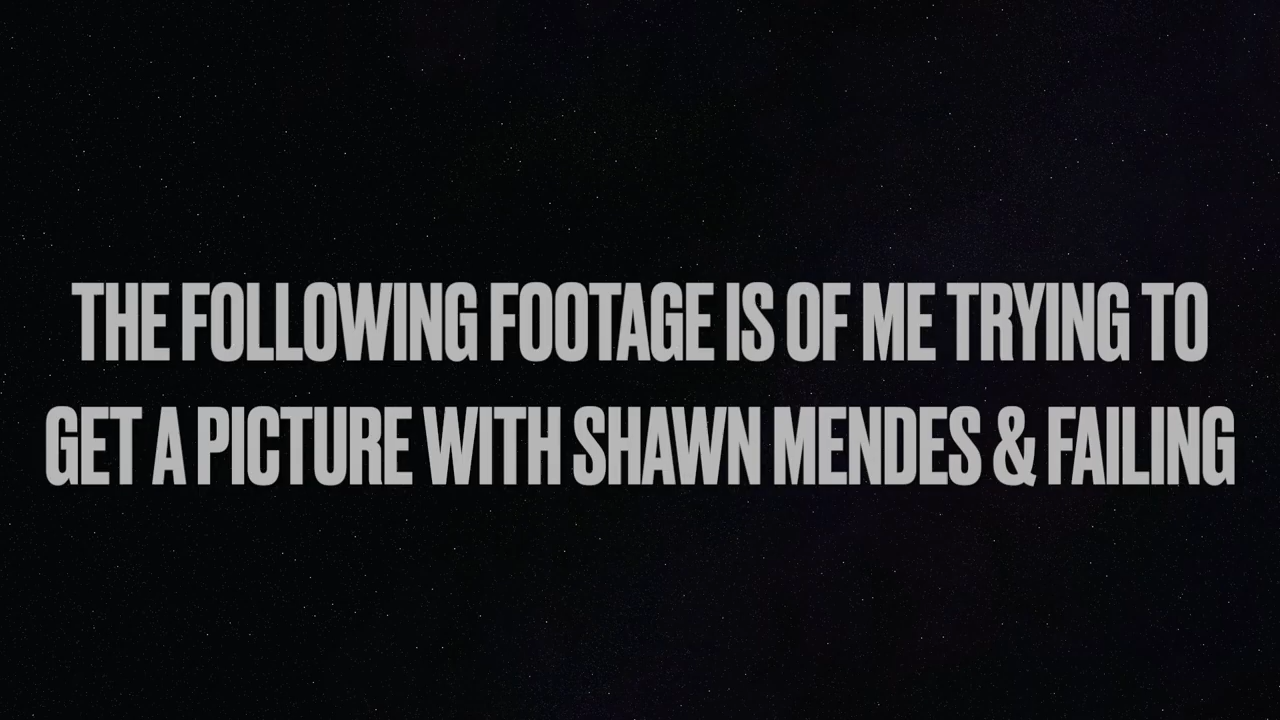 THE FOLLOWING FOOTAGE IS OF ME TRYING TO
GET A PICTURE WITH SHAWN MENDES & FAILING